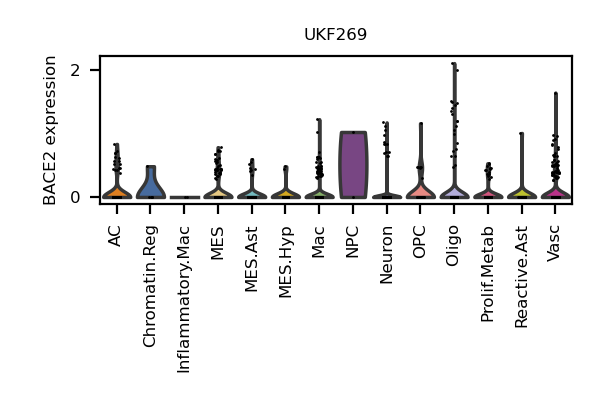 UKF269
BACE2 expression
2
0
AC
Chromatin.Reg
Inflammatory.Mac
MES
MES.Ast
MES.Hyp
Mac
NPC
Neuron
OPC
Oligo
Prolif.Metab
Reactive.Ast
Vasc